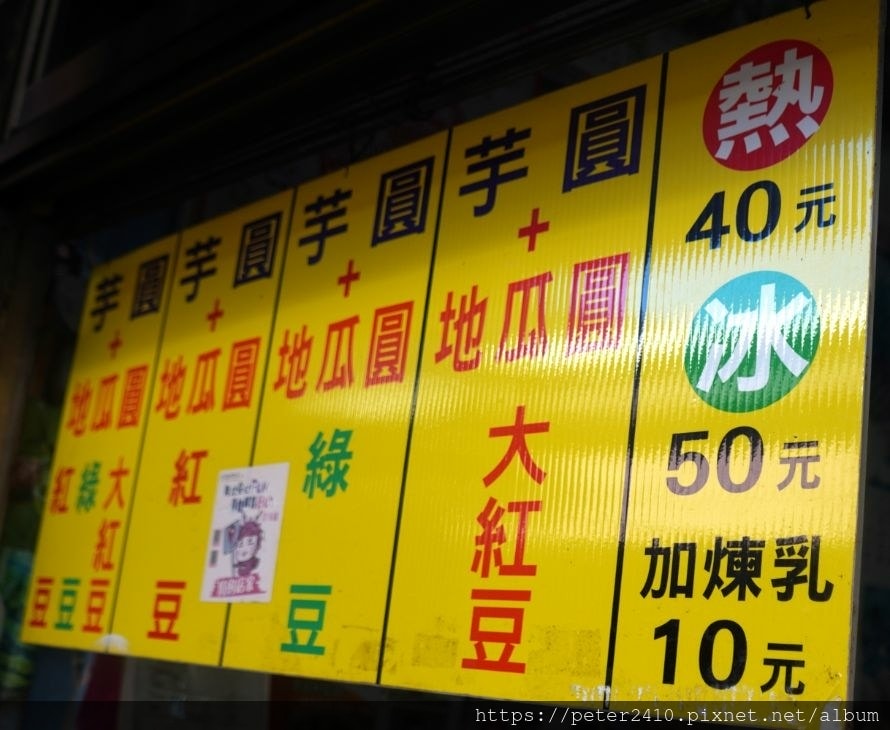 熱
40元
冰
50元
加煉乳
10元
芋圓
+
地瓜圓
大紅豆
芋圓
+
地瓜圓
綠豆
芋圓
+
地瓜圓
紅豆
芋圓
+
地瓜圓
紅豆
綠豆
大紅豆
https://peter2410.pixnet.net/album